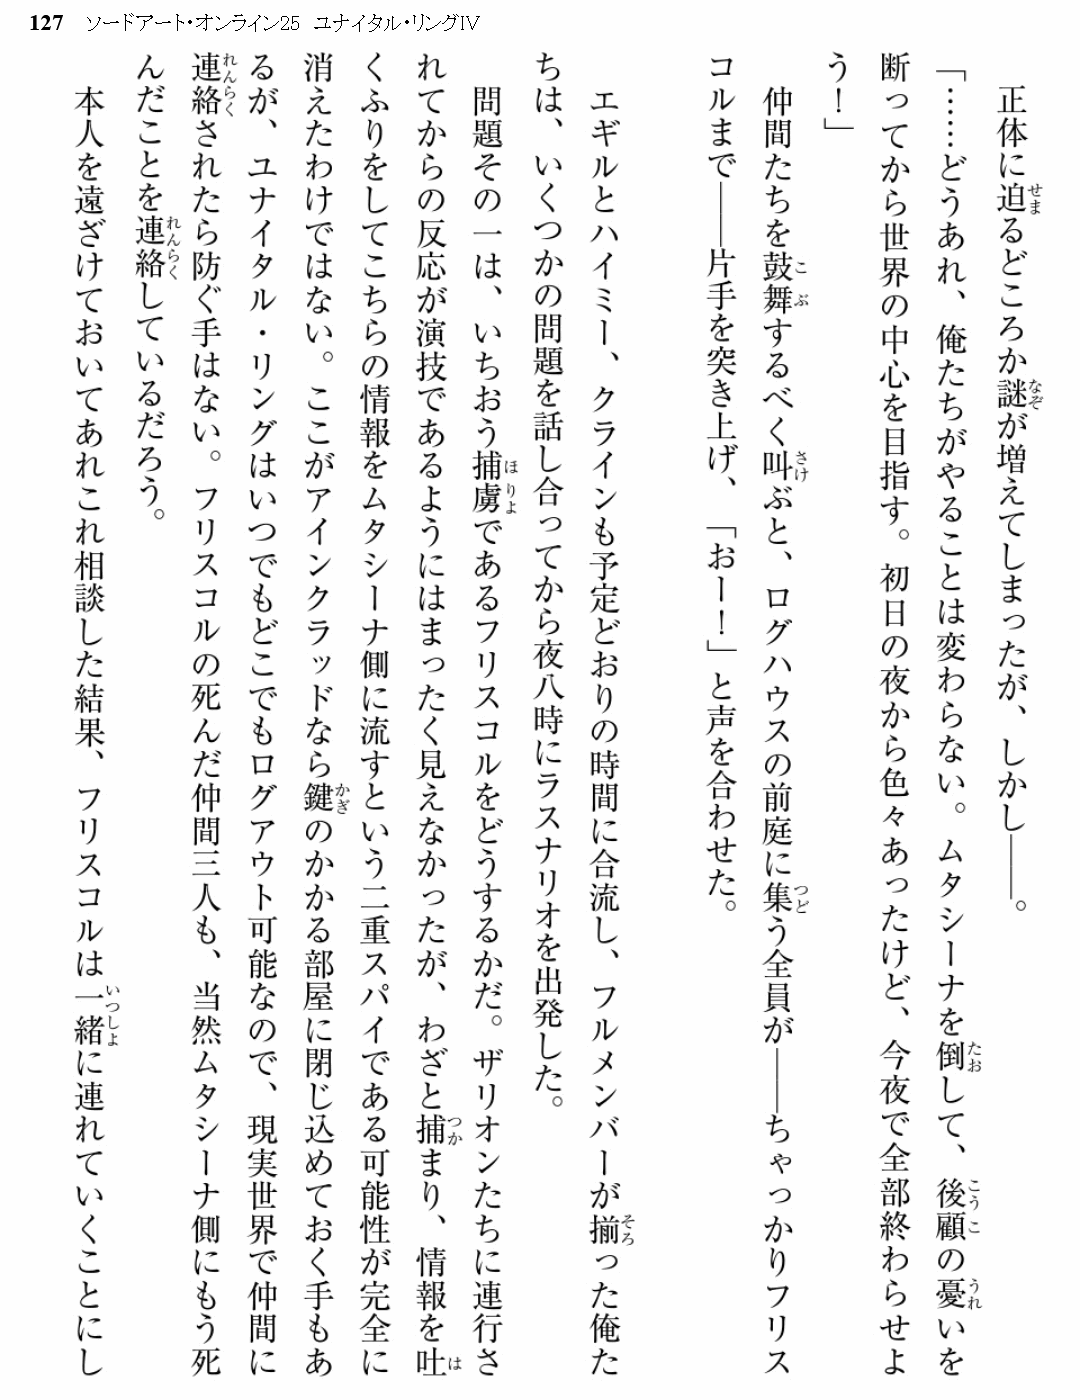 127 ソードアート・オンライン25 ユナイタル・リングIV
正体に迫るどころか謎が増えてしまったが、しかし――。
「……どうあれ、俺たちがやることは変わらない。ムタシーナを倒して、後顧の憂いを
断ってから世界の中心を目指す。初日の夜から色々あったけど、今夜で全部終わらせよ
う！」
仲間たちを鼓舞するべく叫ぶと、ログハウスの前庭に集う全員が――ちゃっかりフリス
コルまで――片手を突き上げ、「おー！」と声を合わせた。
エギルとハイミー、クラインも予定どおりの時間に合流し、フルメンバーが揃った俺た
ちは、いくつかの問題を話し合ってから夜八時にラスナリオを出発した。
問題その一は、いちおう捕虜であるフリスコルをどうするかだ。ザリオンたちに連行さ
れてからの反応が演技であるようにはまったく見えなかったが、わざと捕まり、情報を吐
くふりをしてこちらの情報をムタシーナ側に流すという二重スパイである可能性が完全に
消えたわけではない。ここがアインクラッドなら鍵のかかる部屋に閉じ込めておく手もあ
るが、ユナイタル・リングはいつでもどこでもログアウト可能なので、現実世界で仲間に
連絡されたら防ぐ手はない。フリスコルの死んだ仲間三人も、当然ムタシーナ側にもう死
んだことを連絡しているだろう。
本人を遠ざけておいてあれこれ相談した結果、フリスコルは一緒に連れていくことにし